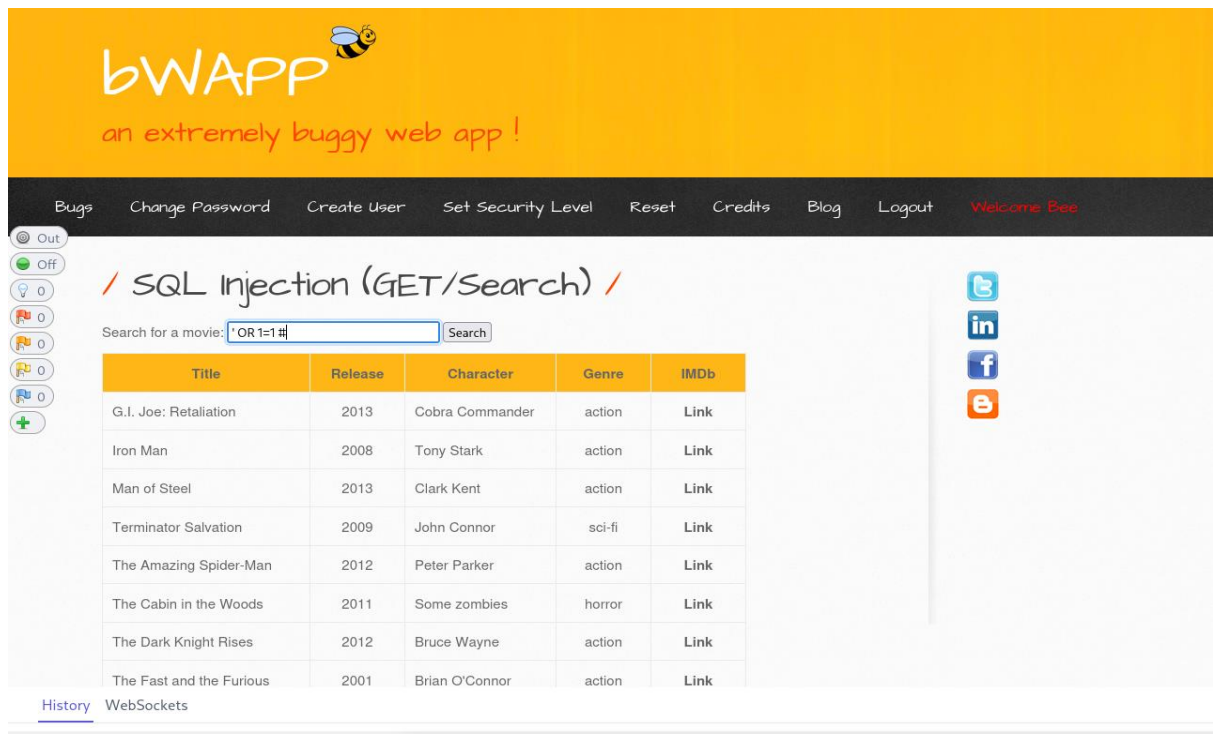 bWAPP
an extremely buggy web app !
Bugs Change Password Create User Set Security Level Reset Credits Blog Logout Welcome Bee
Out
Off
0
0
0
0
0
/ SQL Injection (GET/Search) /
Search for a movie: ' OR 1=1 # Search
Title Release Character Genre IMDb
G.I. Joe: Retaliation 2013 Cobra Commander action Link
Iron Man 2008 Tony Stark action Link
Man of Steel 2013 Clark Kent action Link
Terminator Salvation 2009 John Connor sci-fi Link
The Amazing Spider-Man 2012 Peter Parker action Link
The Cabin in the Woods 2011 Some zombies horror Link
The Dark Knight Rises 2012 Bruce Wayne action Link
The Fast and the Furious 2001 Brian O'Connor action Link
History WebSockets